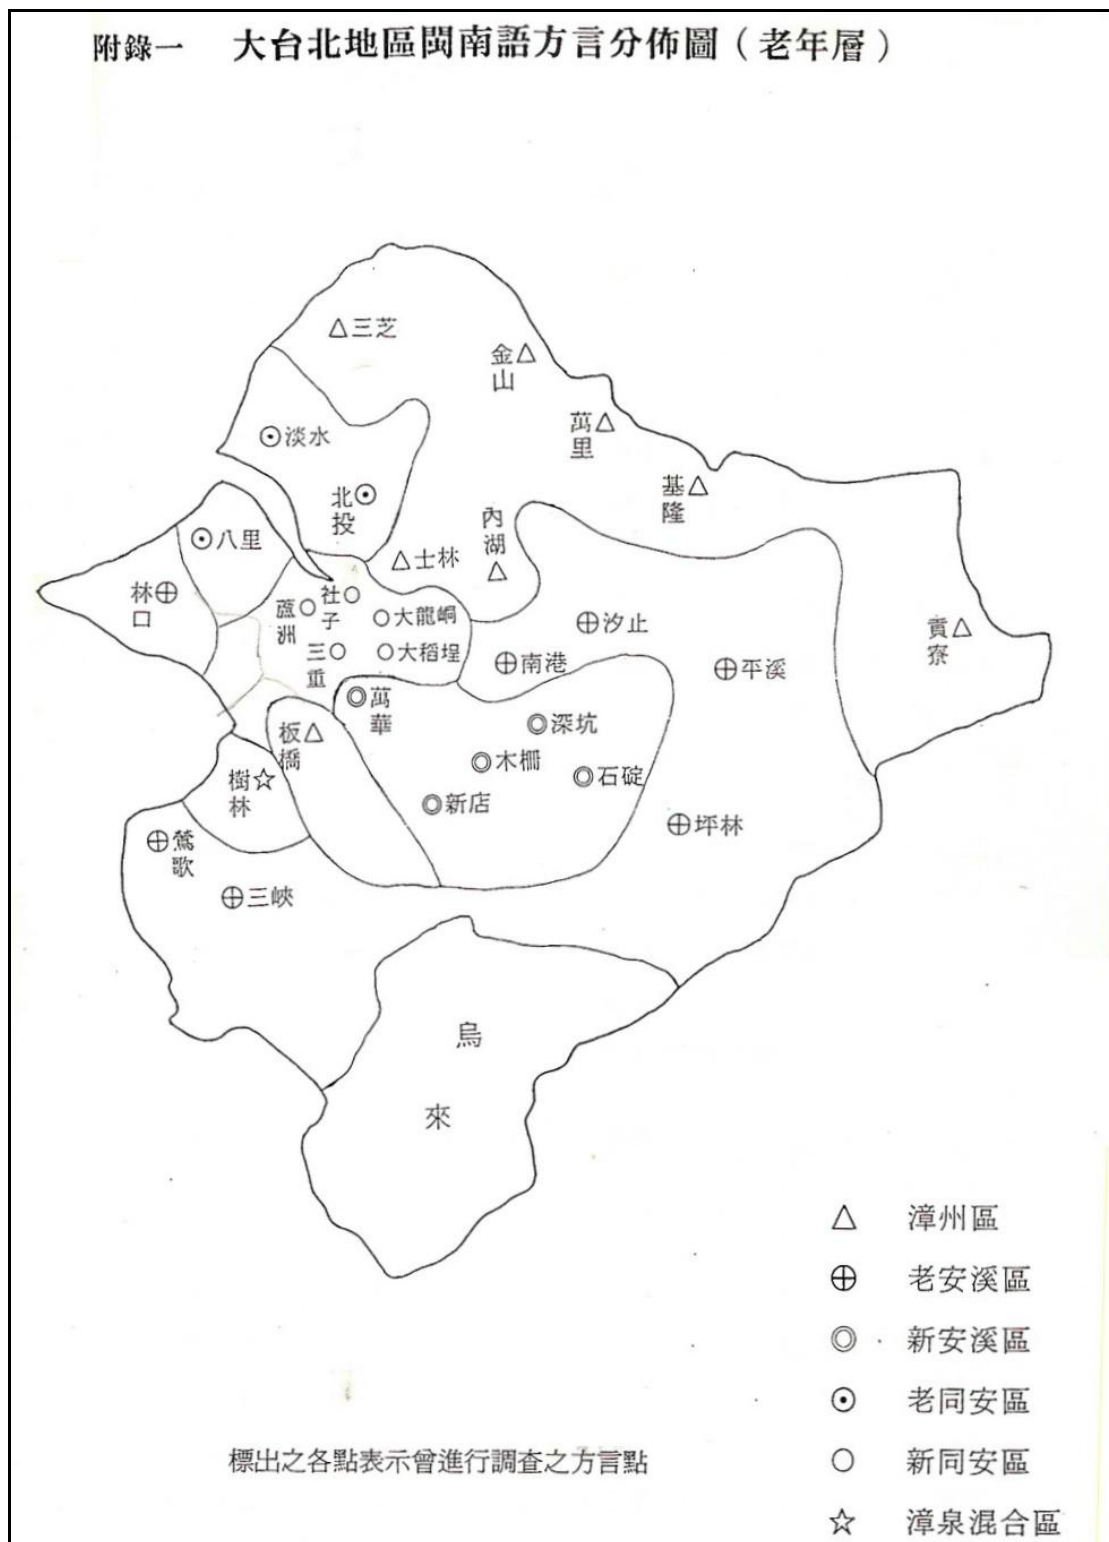 附錄一 大台北地區閩南語方言分佈圖（老年層）
△三芝
金山△
萬里△
⊙淡水
基隆△
北投⊙
內湖△
⊙八里
△士林
林口⊕
社子○
蘆洲○
○大龍峒
⊕汐止
貢寮△
三重○
○大稻埕
⊕南港
⊕平溪
◎萬華
◎深坑
板橋△
◎木柵
◎石碇
樹林☆
◎新店
⊕坪林
⊕鶯歌
⊕三峽
烏來
△ 漳州區
⊕ 老安溪區
◎ 新安溪區
⊙ 老同安區
○ 新同安區
☆ 漳泉混合區
標出之各點表示曾進行調查之方言點